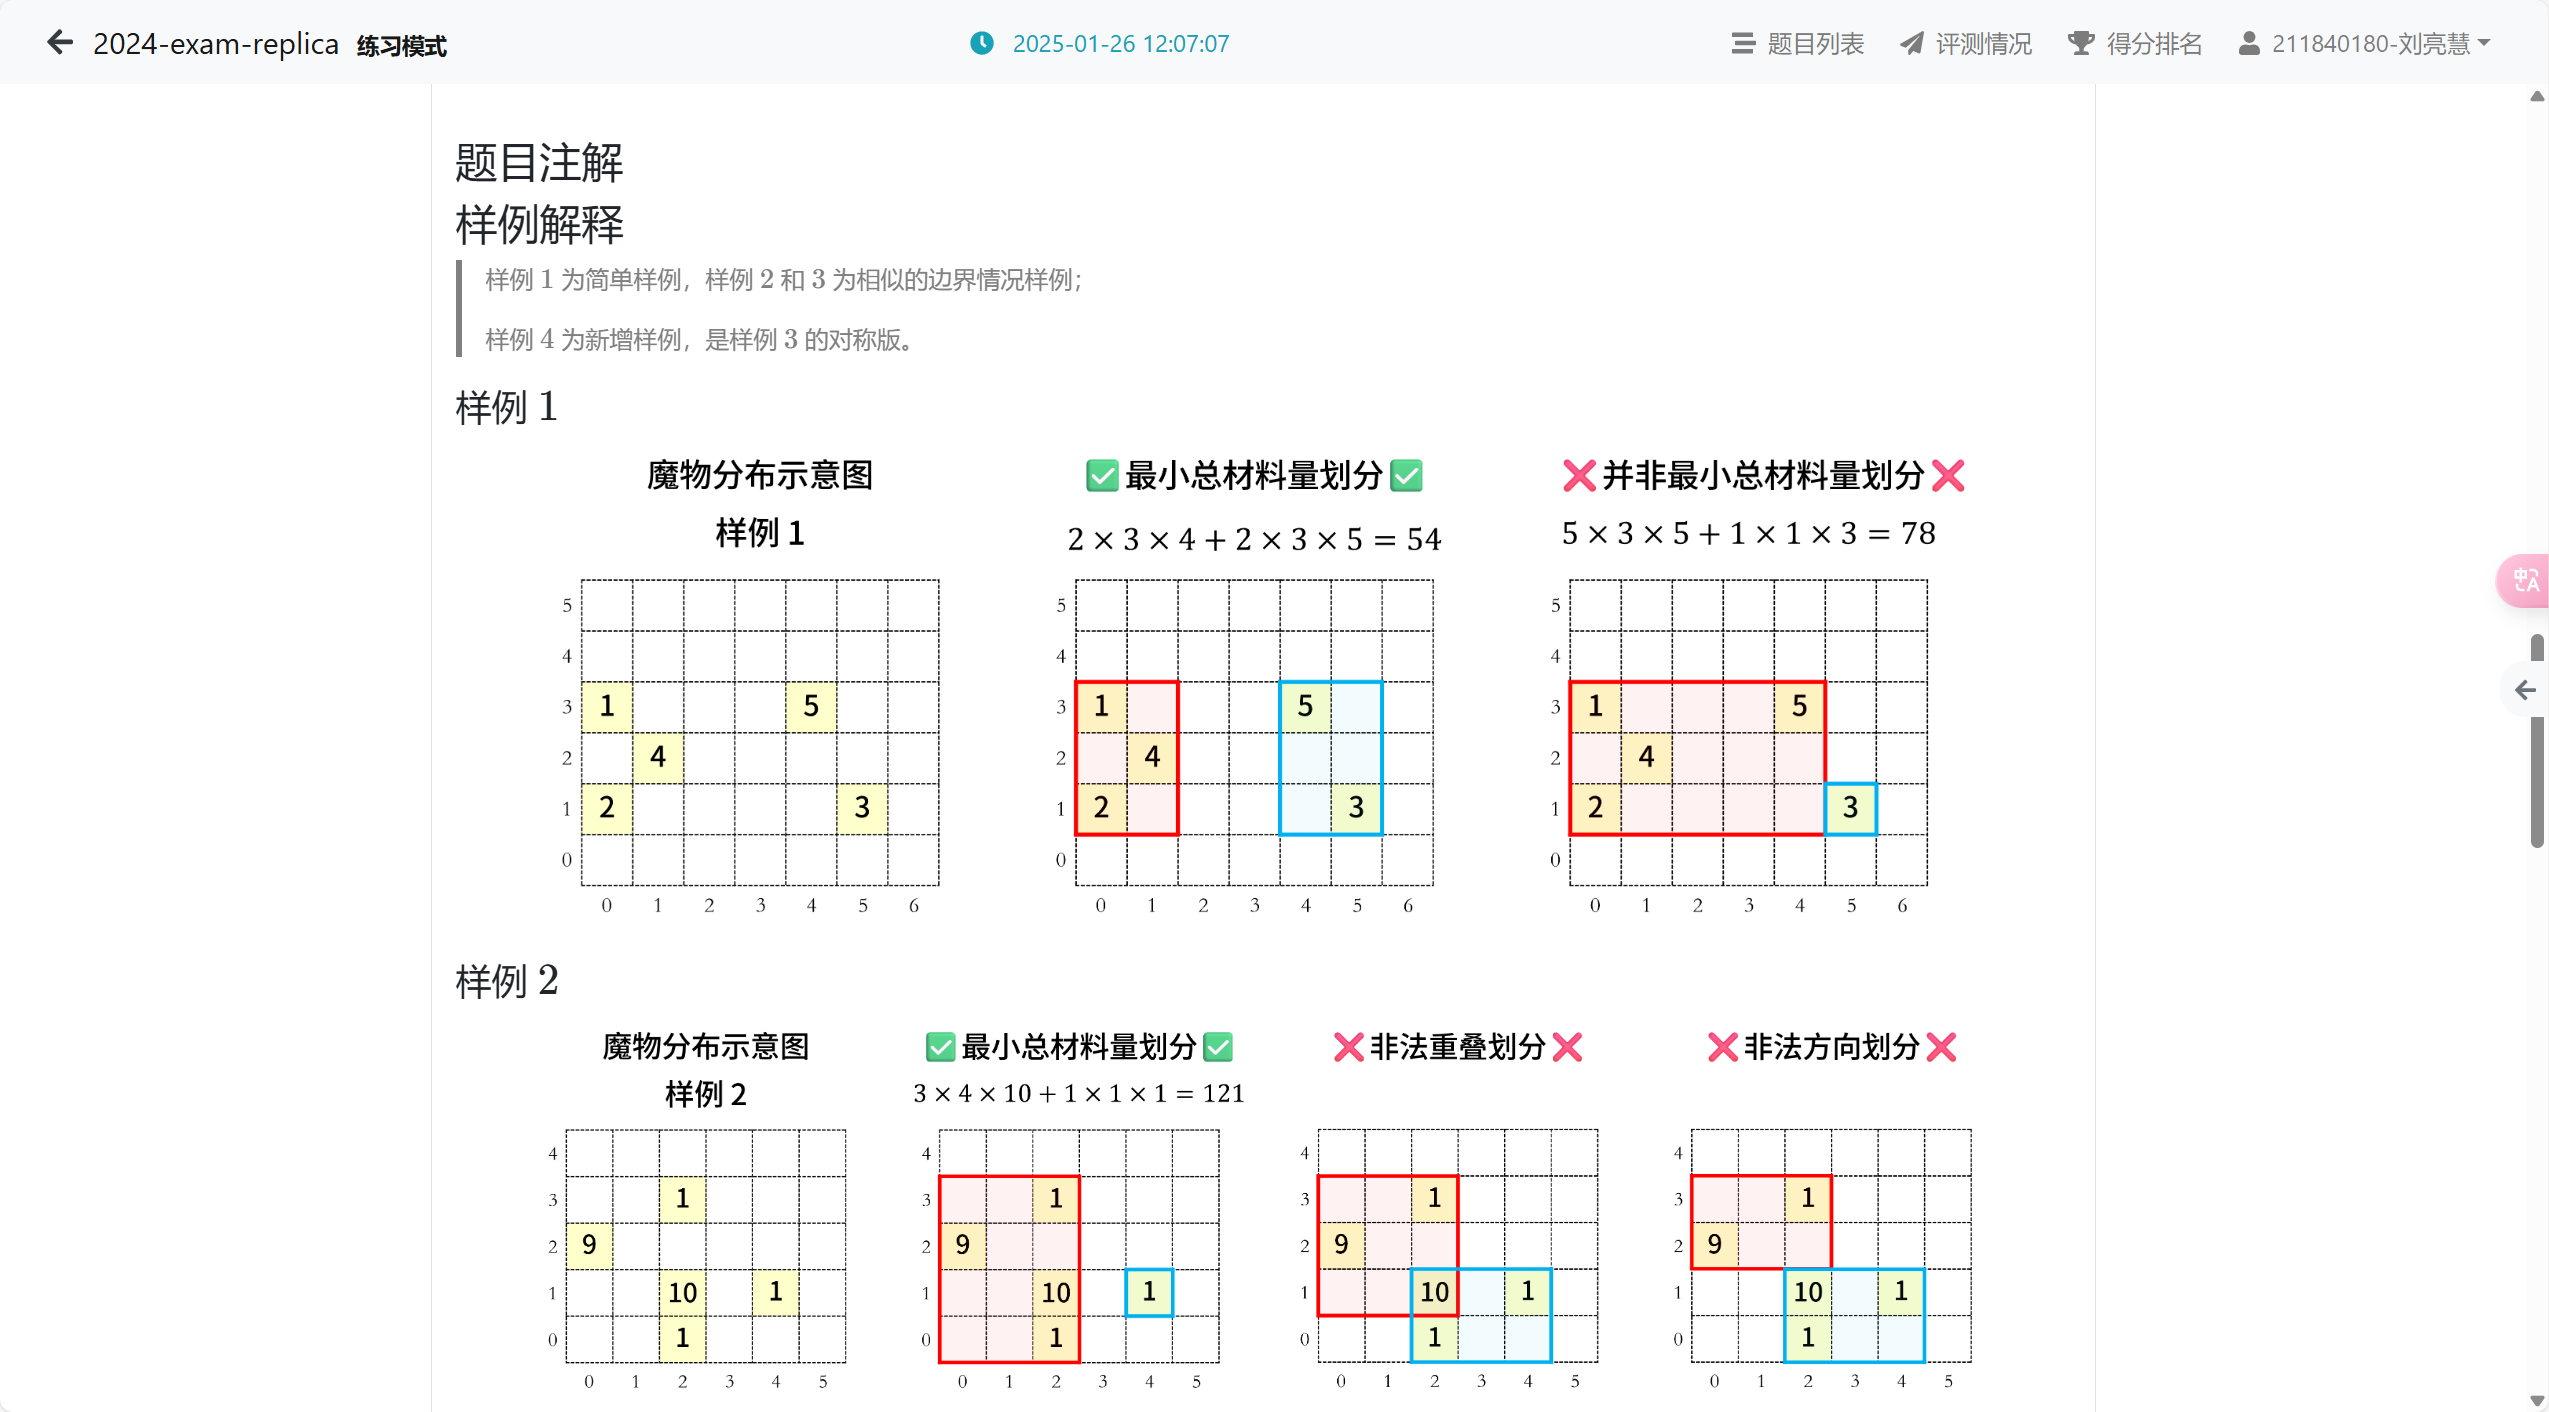 2024-exam-replica 练习模式
2025-01-26 12:07:07
题目列表
评测情况
得分排名
211840180-刘亮慧
题目注解
样例解释
样例 1 为简单样例，样例 2 和 3 为相似的边界情况样例；
样例 4 为新增样例，是样例 3 的对称版。
样例 1
魔物分布示意图
样例 1
5
4
3 1 5
2 4
1 2 3
0
0 1 2 3 4 5 6
✅最小总材料量划分✅
2 × 3 × 4 + 2 × 3 × 5 = 54
5
4
3 1 5
2 4
1 2 3
0
0 1 2 3 4 5 6
❌并非最小总材料量划分❌
5 × 3 × 5 + 1 × 1 × 3 = 78
5
4
3 1 5
2 4
1 2 3
0
0 1 2 3 4 5 6
样例 2
魔物分布示意图
样例 2
4
3 1
2 9
1 10 1
0 1
0 1 2 3 4 5
✅最小总材料量划分✅
3 × 4 × 10 + 1 × 1 × 1 = 121
4
3 1
2 9
1 10 1
0 1
0 1 2 3 4 5
❌非法重叠划分❌
4
3 1
2 9
1 10 1
0 1
0 1 2 3 4 5
❌非法方向划分❌
4
3 1
2 9
1 10 1
0 1
0 1 2 3 4 5
中A